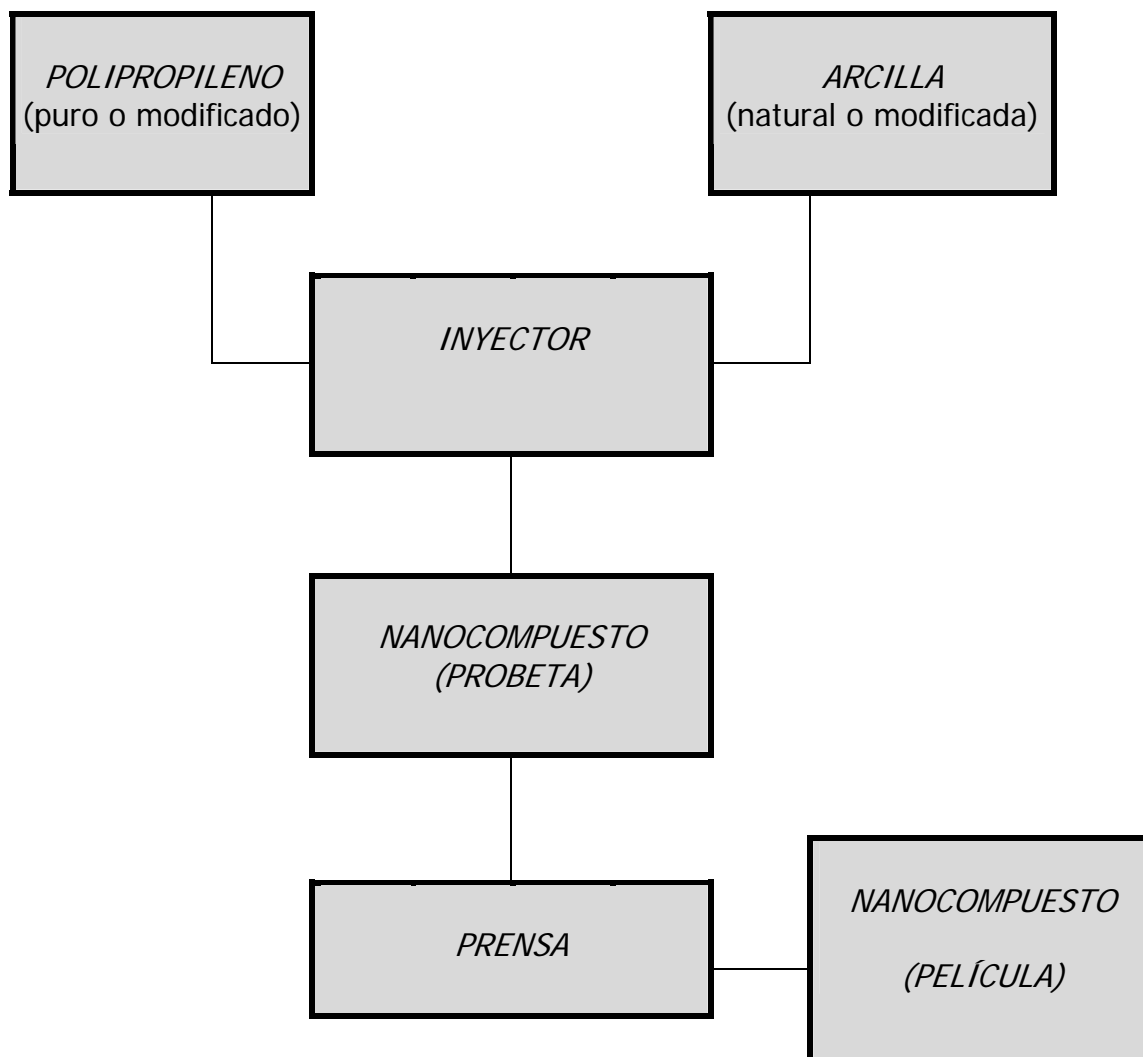 POLIPROPILENO
(puro o modificado)
ARCILLA
(natural o modificada)
INYECTOR
NANOCOMPUESTO
(PROBETA)
PRENSA
NANOCOMPUESTO
(PELÍCULA)